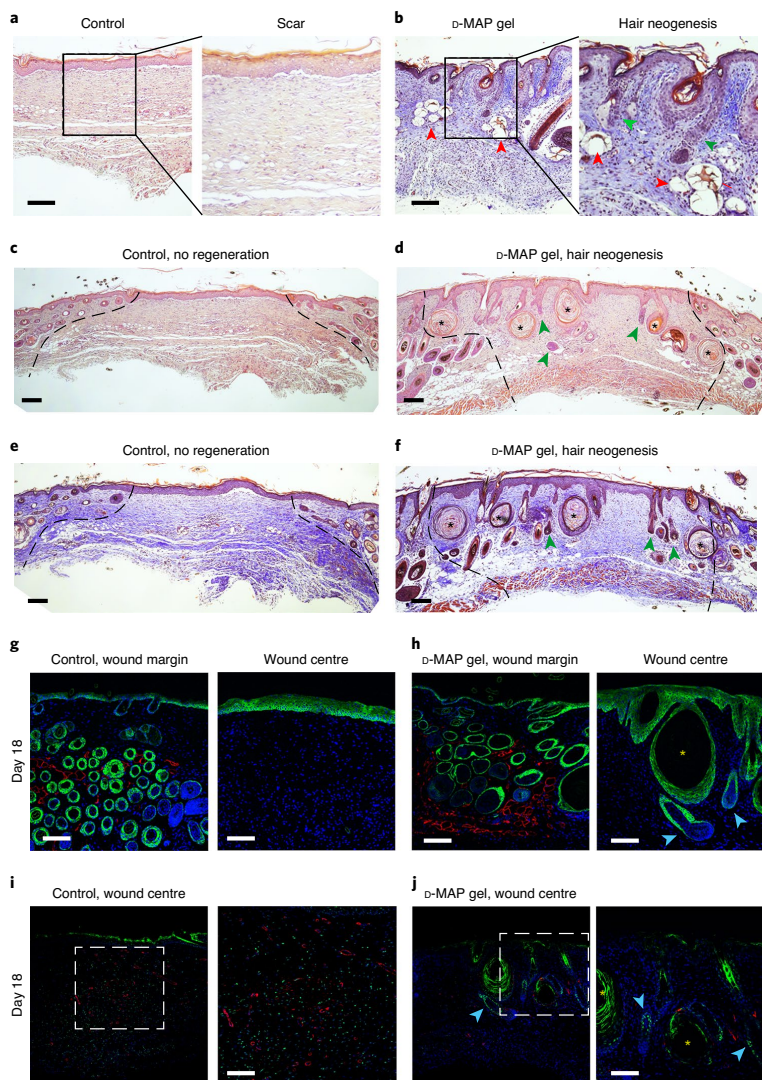 a
Control
Scar
b
D-MAP gel
Hair neogenesis
c
Control, no regeneration
d
D-MAP gel, hair neogenesis
*
*
*
*
*
e
Control, no regeneration
f
D-MAP gel, hair neogenesis
*
*
*
*
g
Control, wound margin
Wound centre
h
D-MAP gel, wound margin
Wound centre
Day 18
*
i
Control, wound centre
j
D-MAP gel, wound centre
Day 18
*
*